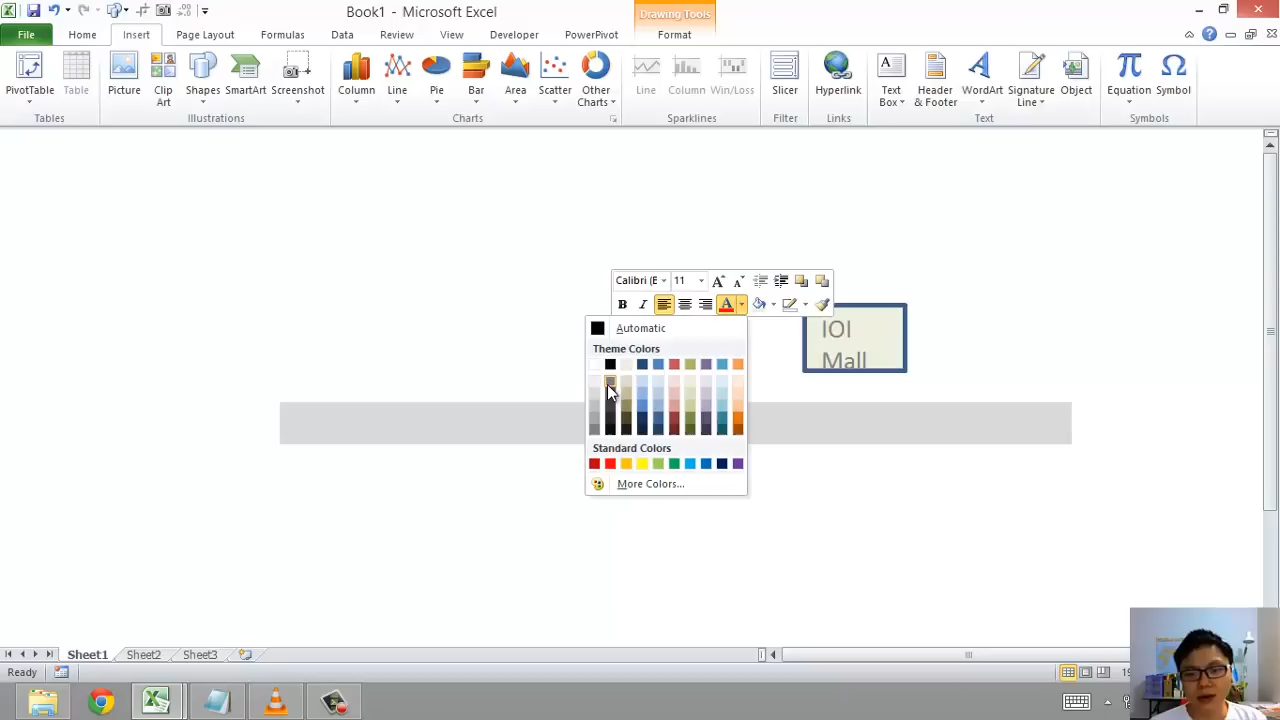 Book1 - Microsoft Excel
Drawing Tools
File Home Insert Page Layout Formulas Data Review View Developer PowerPivot Format
PivotTable Table Picture Clip Art Shapes SmartArt Screenshot Column Line Pie Bar Area Scatter Other Charts Line Column Win/Loss Slicer Hyperlink Text Box Header & Footer WordArt Signature Line Object Equation Symbol
Tables Illustrations Charts Sparklines Filter Links Text Symbols
Calibri (E 11
B I A
Automatic
Theme Colors
Standard Colors
More Colors...
IOI
Mall
Sheet1 Sheet2 Sheet3
Ready